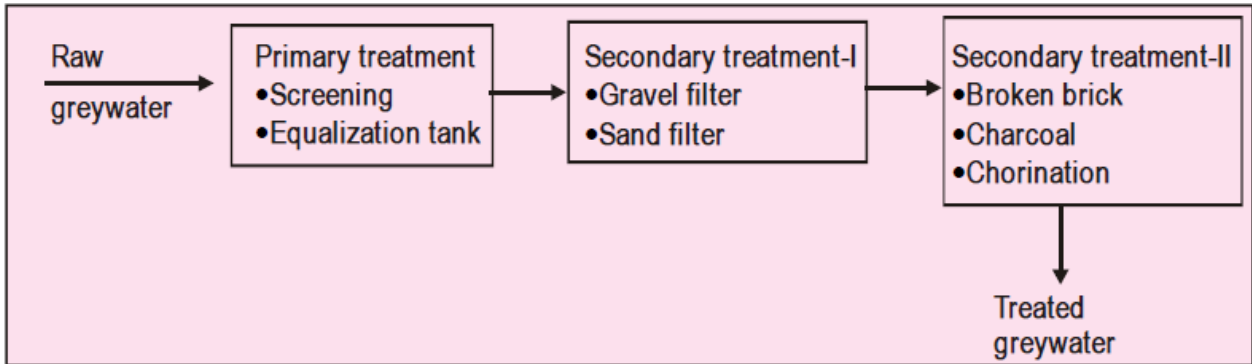 Raw
greywater
Primary treatment
•Screening
•Equalization tank
Secondary treatment-I
•Gravel filter
•Sand filter
Secondary treatment-II
•Broken brick
•Charcoal
•Chorination
Treated
greywater